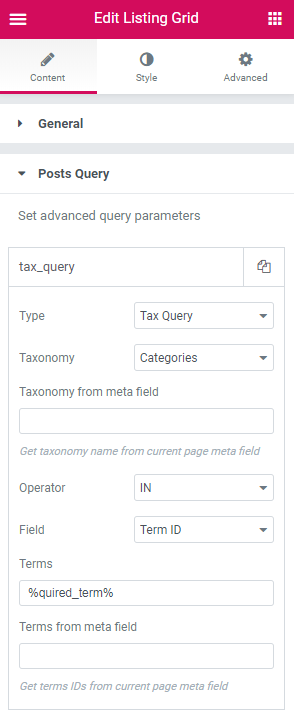 Edit Listing Grid
Content Style Advanced
General
Posts Query
Set advanced query parameters
tax_query
Type Tax Query
Taxonomy Categories
Taxonomy from meta field
Get taxonomy name from current page meta field
Operator IN
Field Term ID
Terms
%quired_term%
Terms from meta field
Get terms IDs from current page meta field